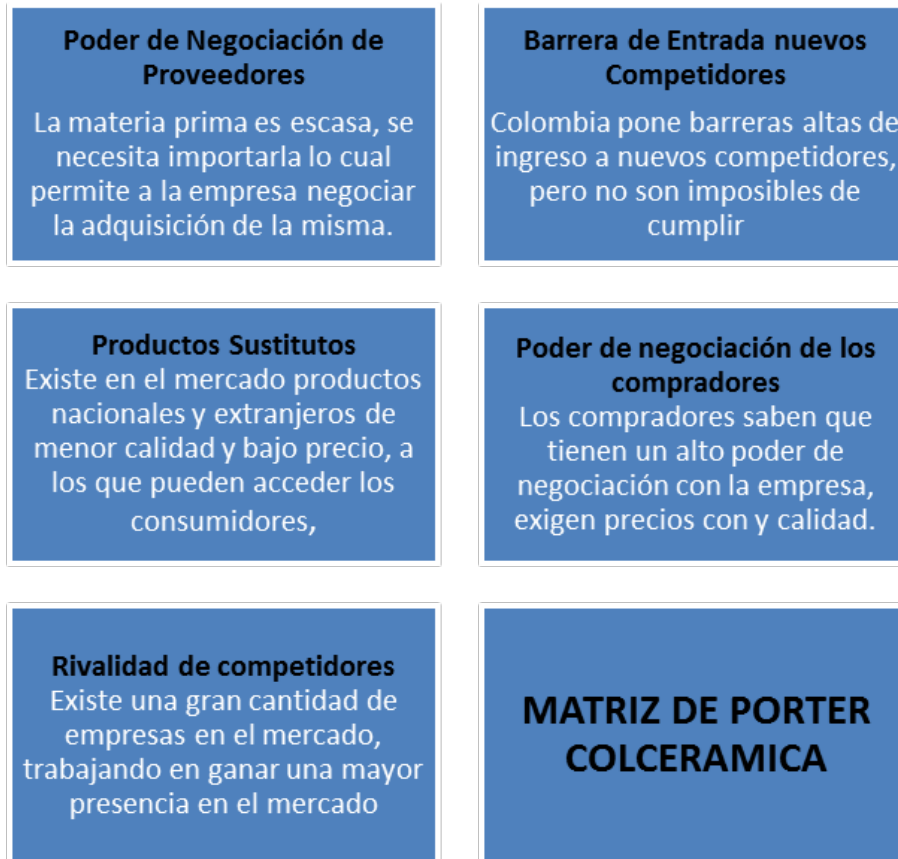 Poder de Negociación de
Proveedores
La materia prima es escasa, se
necesita importarla lo cual
permite a la empresa negociar
la adquisición de la misma.
Barrera de Entrada nuevos
Competidores
Colombia pone barreras altas de
ingreso a nuevos competidores,
pero no son imposibles de
cumplir
Productos Sustitutos
Existe en el mercado productos
nacionales y extranjeros de
menor calidad y bajo precio, a
los que pueden acceder los
consumidores,
Poder de negociación de los
compradores
Los compradores saben que
tienen un alto poder de
negociación con la empresa,
exigen precios con y calidad.
Rivalidad de competidores
Existe una gran cantidad de
empresas en el mercado,
trabajando en ganar una mayor
presencia en el mercado
MATRIZ DE PORTER
COLCERAMICA